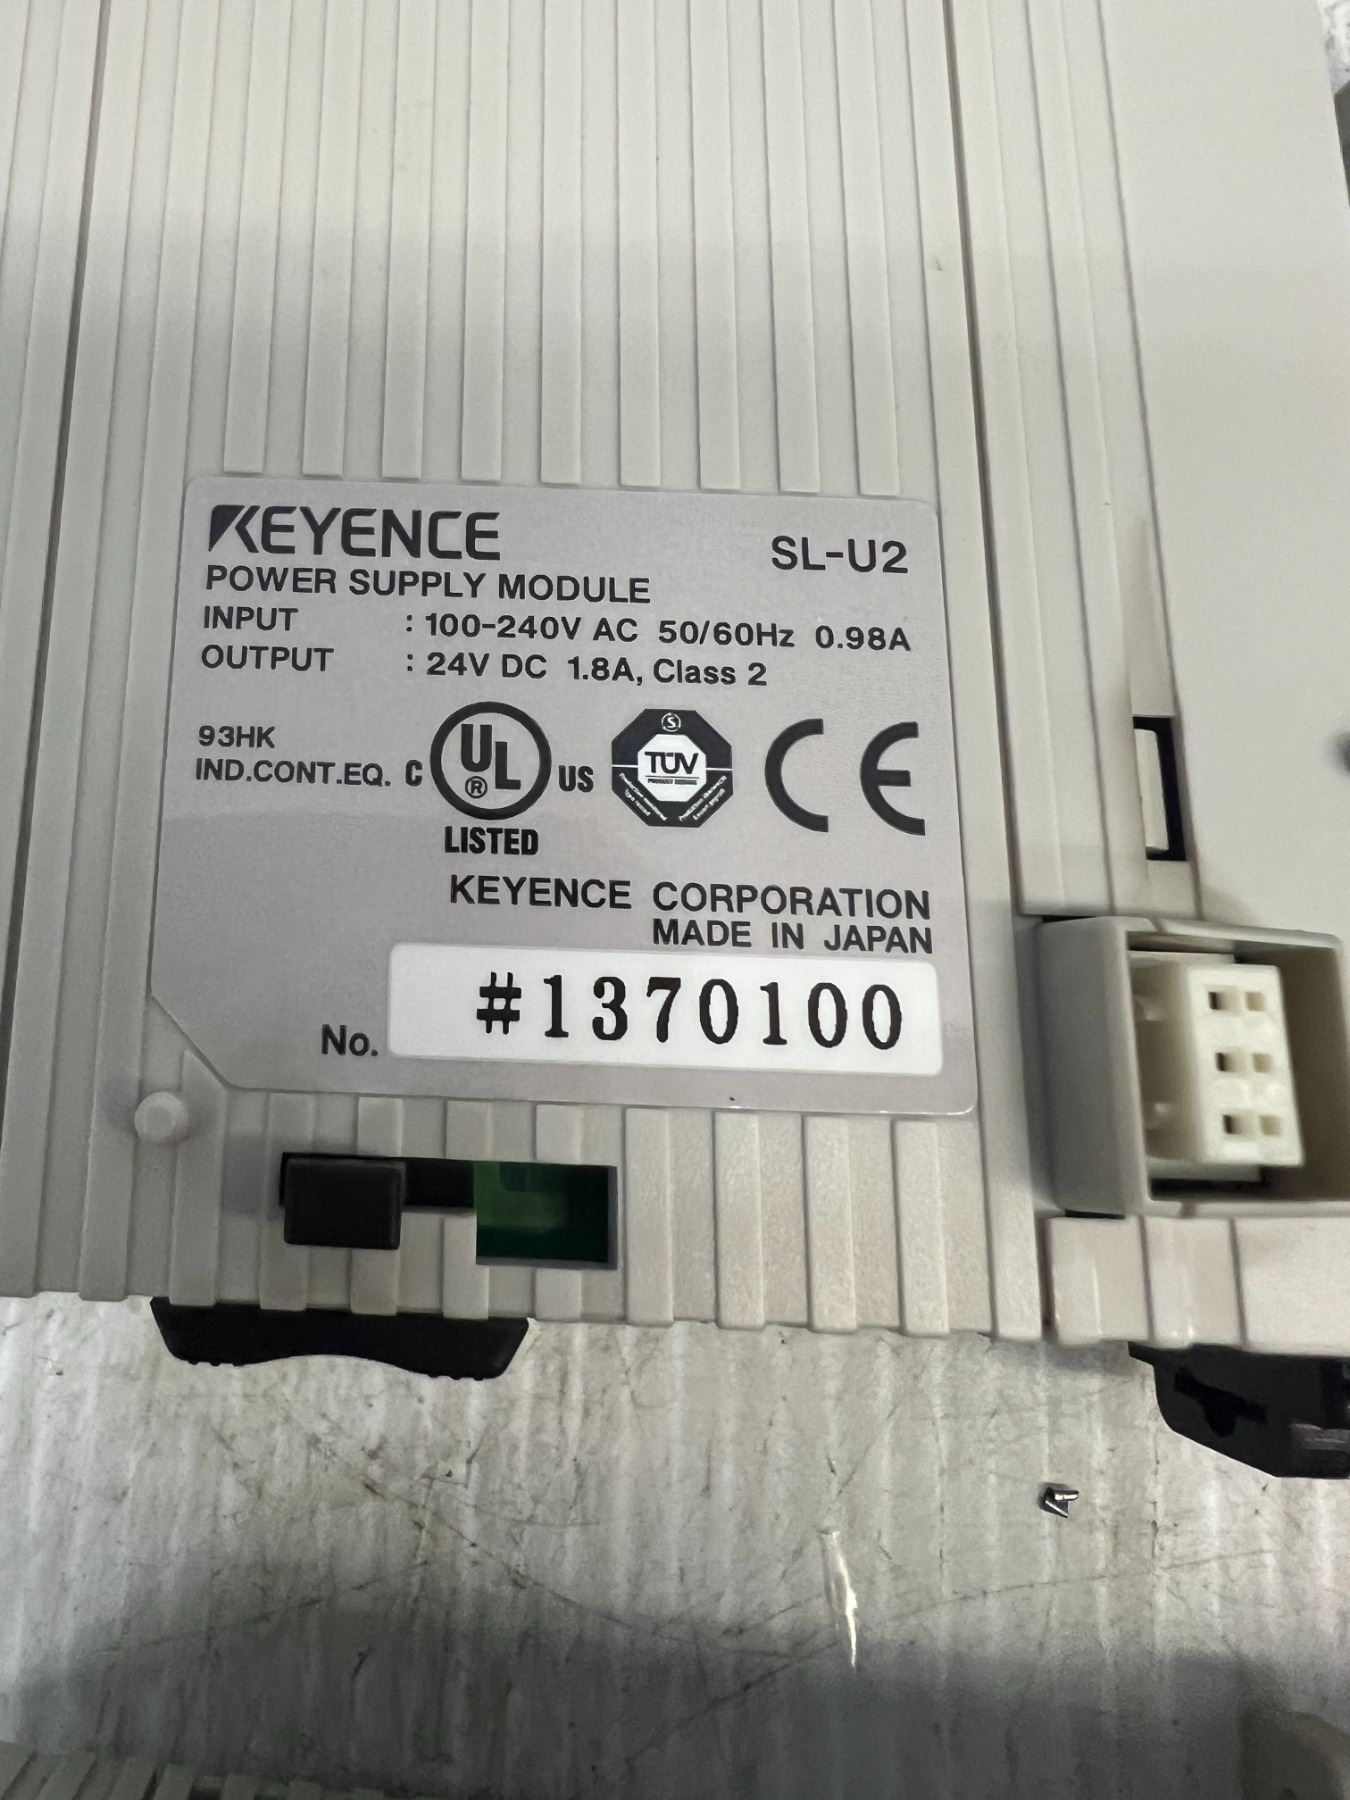 KEYENCE SL-U2
POWER SUPPLY MODULE
INPUT : 100-240V AC 50/60Hz 0.98A
OUTPUT : 24V DC 1.8A, Class 2
93HK
IND.CONT.EQ. C UL ® US
LISTED
S
TÜV
CE
KEYENCE CORPORATION
MADE IN JAPAN
No. #1370100